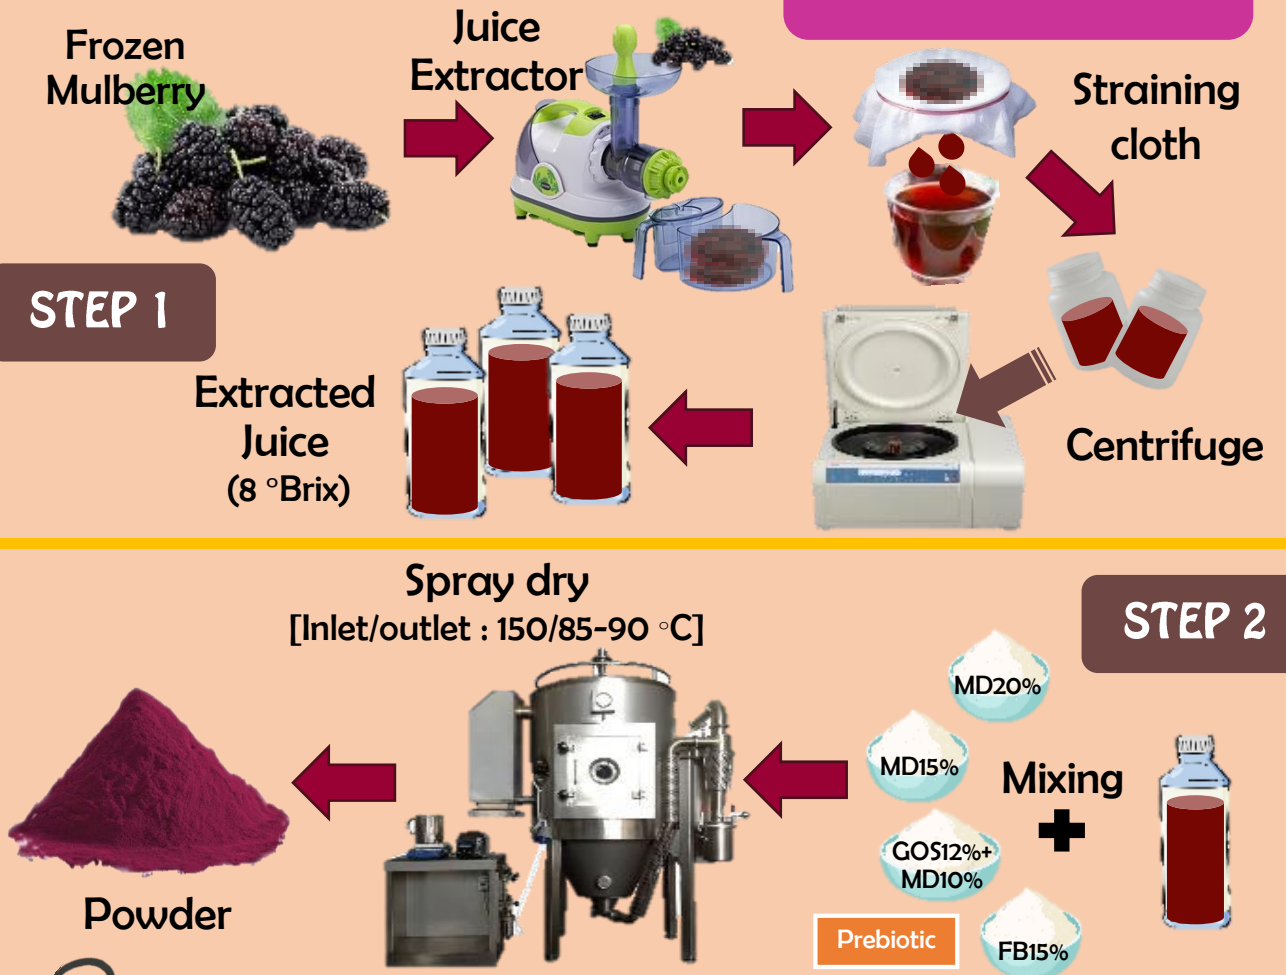 Frozen
Mulberry
Juice
Extractor
Straining
cloth
STEP 1
Extracted
Juice
(8 °Brix)
Centrifuge
Spray dry
[Inlet/outlet : 150/85-90 °C]
STEP 2
MD20%
MD15%
Mixing
GOS12%+
MD10%
Powder
Prebiotic
FB15%